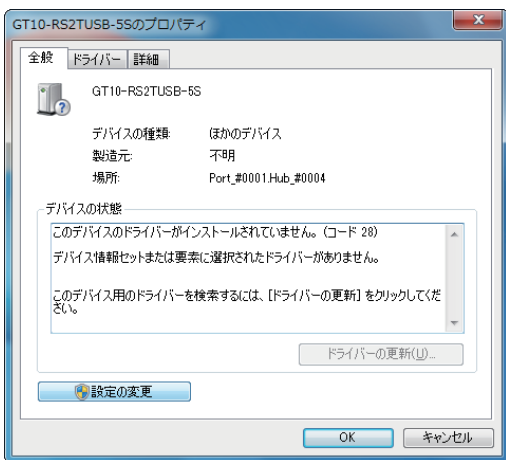 GT10-RS2TUSB-5Sのプロパティ
全般 ドライバー 詳細
GT10-RS2TUSB-5S
デバイスの種類: ほかのデバイス
製造元: 不明
場所: Port_#0001.Hub_#0004
デバイスの状態
このデバイスのドライバーがインストールされていません。(コード 28)
デバイス情報セットまたは要素に選択されたドライバーがありません。
このデバイス用のドライバーを検索するには、[ドライバーの更新] をクリックしてくだ
さい。
ドライバーの更新(U)...
設定の変更
OK キャンセル